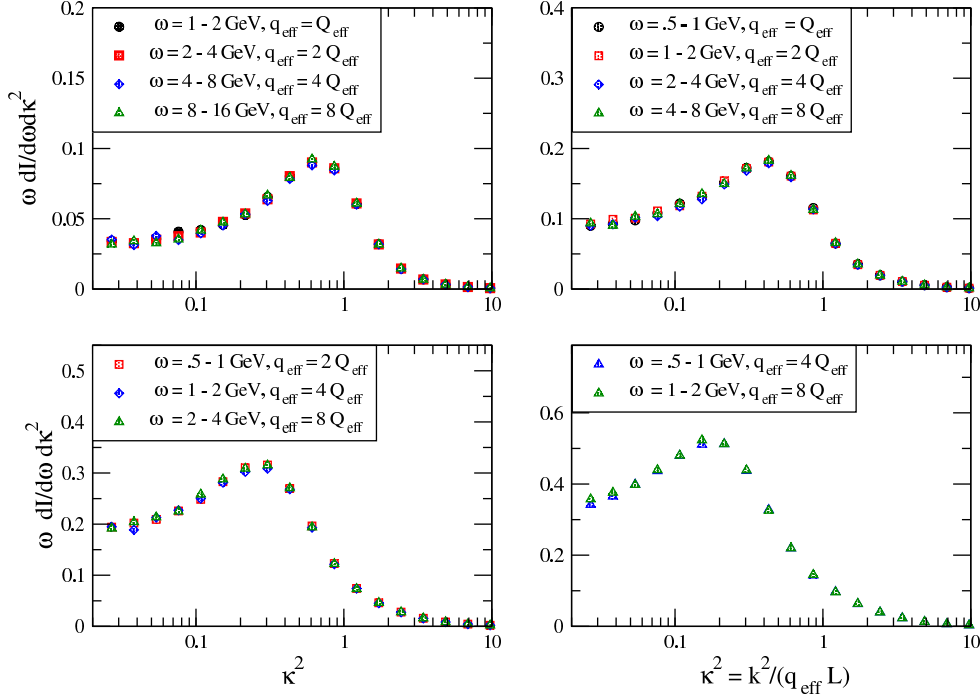 ω dI/dωdκ²
0.2
0.15
0.1
0.05
0
0.1
1
10
ω = 1 - 2 GeV, q_eff = Q_eff
ω = 2 - 4 GeV, q_eff = 2 Q_eff
ω = 4 - 8 GeV, q_eff = 4 Q_eff
ω = 8 - 16 GeV, q_eff = 8 Q_eff
0.4
0.3
0.2
0.1
0
0.1
1
10
ω = .5 - 1 GeV, q_eff = Q_eff
ω = 1 - 2 GeV, q_eff = 2 Q_eff
ω = 2 - 4 GeV, q_eff = 4 Q_eff
ω = 4 - 8 GeV, q_eff = 8 Q_eff
ω dI/dω dκ²
0.5
0.4
0.3
0.2
0.1
0
0.1
1
10
ω = .5 - 1 GeV, q_eff = 2 Q_eff
ω = 1 - 2 GeV, q_eff = 4 Q_eff
ω = 2 - 4 GeV, q_eff = 8 Q_eff
κ²
0.6
0.4
0.2
0
0.1
1
10
ω = .5 - 1 GeV, q_eff = 4 Q_eff
ω = 1 - 2 GeV, q_eff = 8 Q_eff
κ² = k²/(q_eff L)